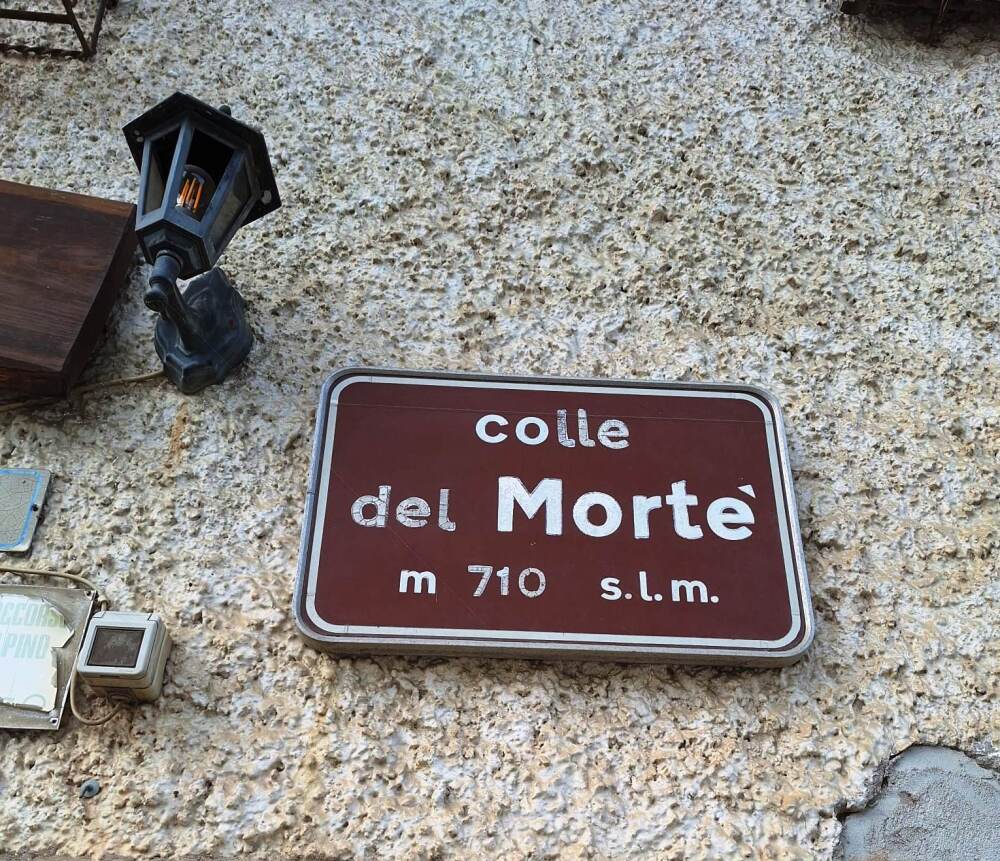 colle
del Mortè
m 710 s.l.m.